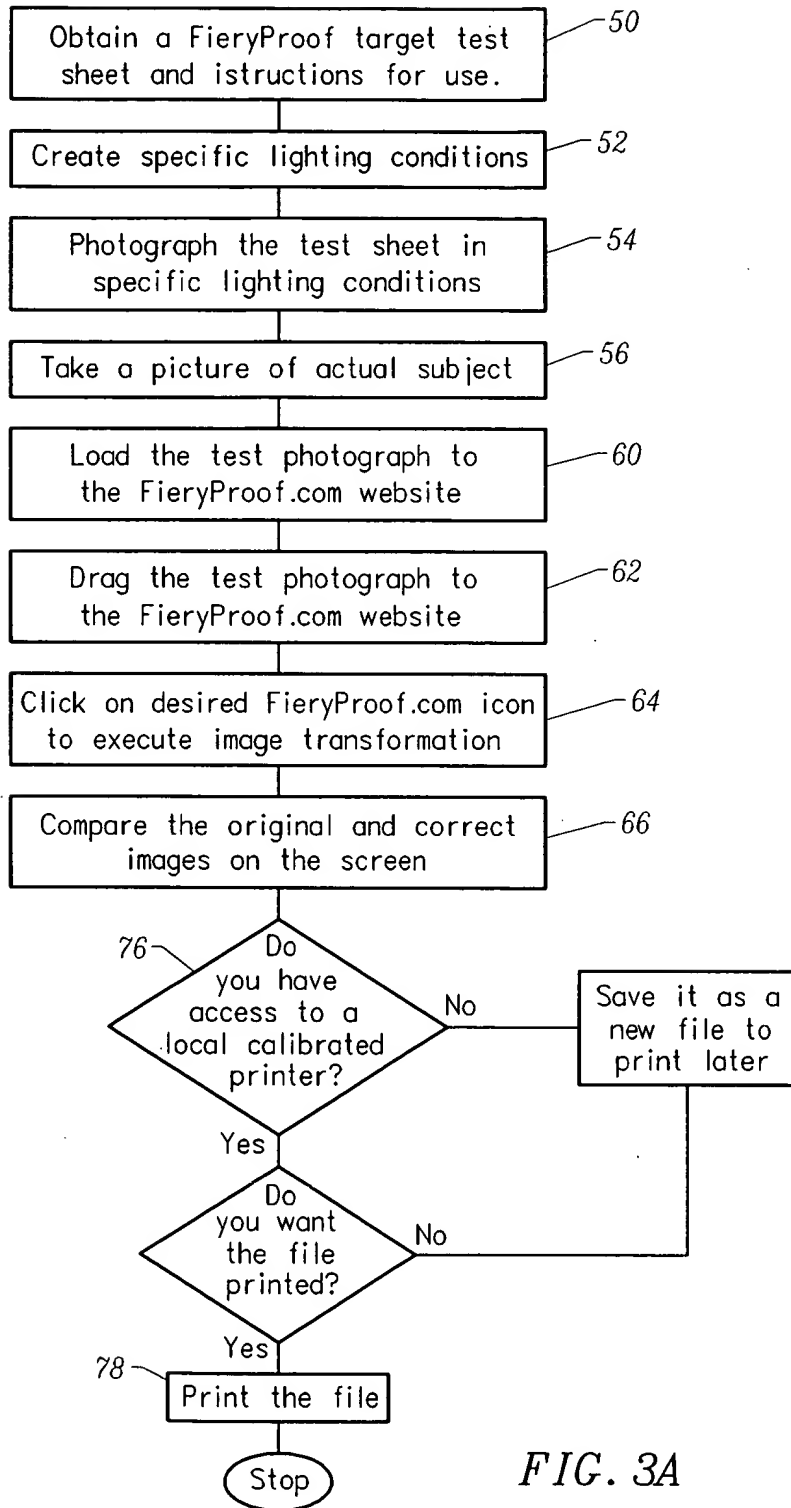 Obtain a FieryProof target test
sheet and istructions for use.
50
Create specific lighting conditions
52
Photograph the test sheet in
specific lighting conditions
54
Take a picture of actual subject
56
Load the test photograph to
the FieryProof.com website
60
Drag the test photograph to
the FieryProof.com website
62
Click on desired FieryProof.com icon
to execute image transformation
64
Compare the original and correct
images on the screen
66
76
Do
you have
access to a
local calibrated
printer?
No
Save it as a
new file to
print later
Yes
Do
you want
the file
printed?
No
Yes
78
Print the file
Stop
FIG. 3A